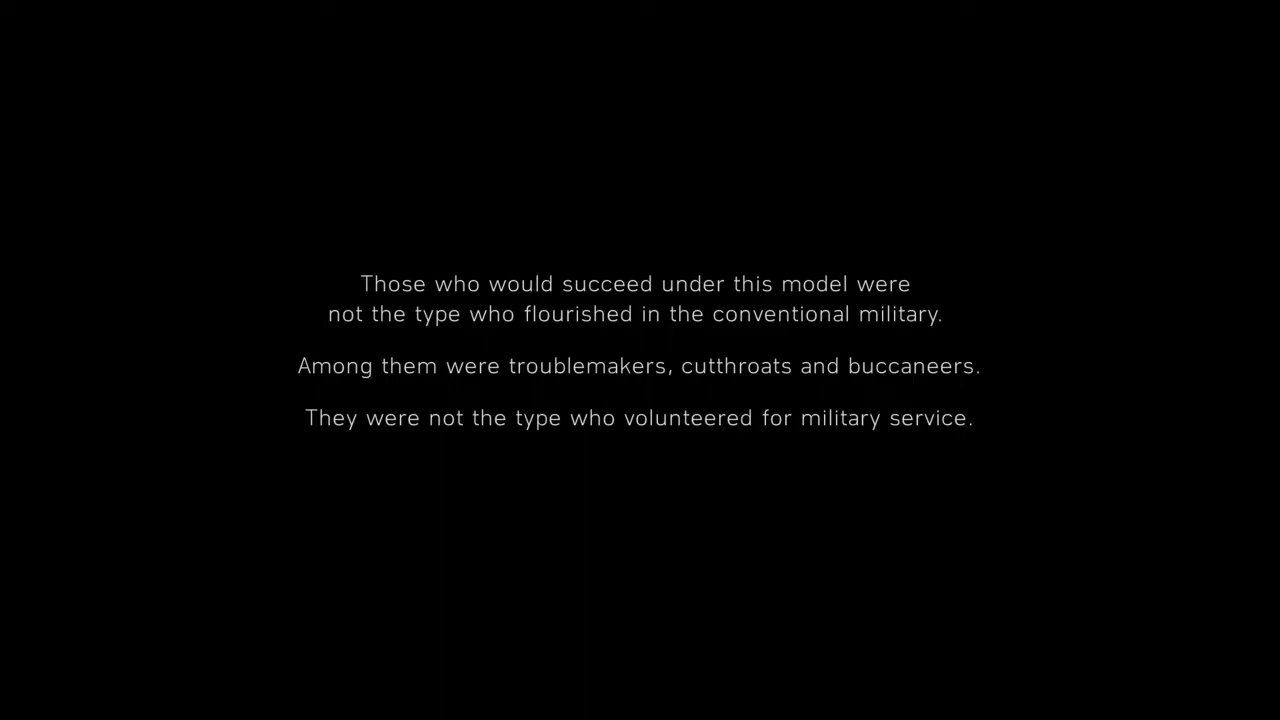 Those who would succeed under this model were
not the type who flourished in the conventional military.
Among them were troublemakers, cutthroats and buccaneers.
They were not the type who volunteered for military service.